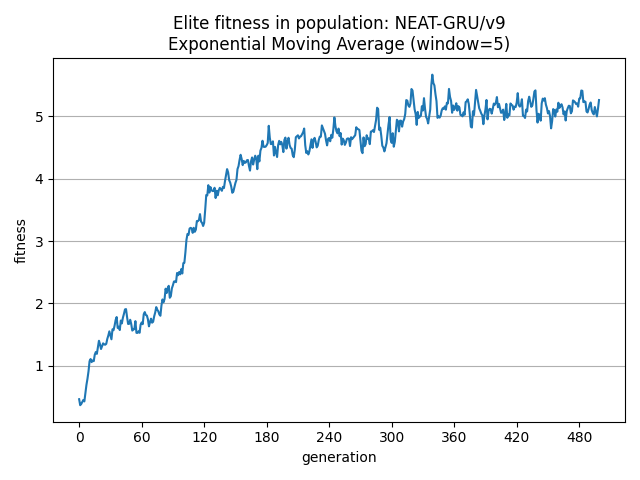 Elite fitness in population: NEAT-GRU/v9
Exponential Moving Average (window=5)
fitness
5
4
3
2
1
0 60 120 180 240 300 360 420 480
generation